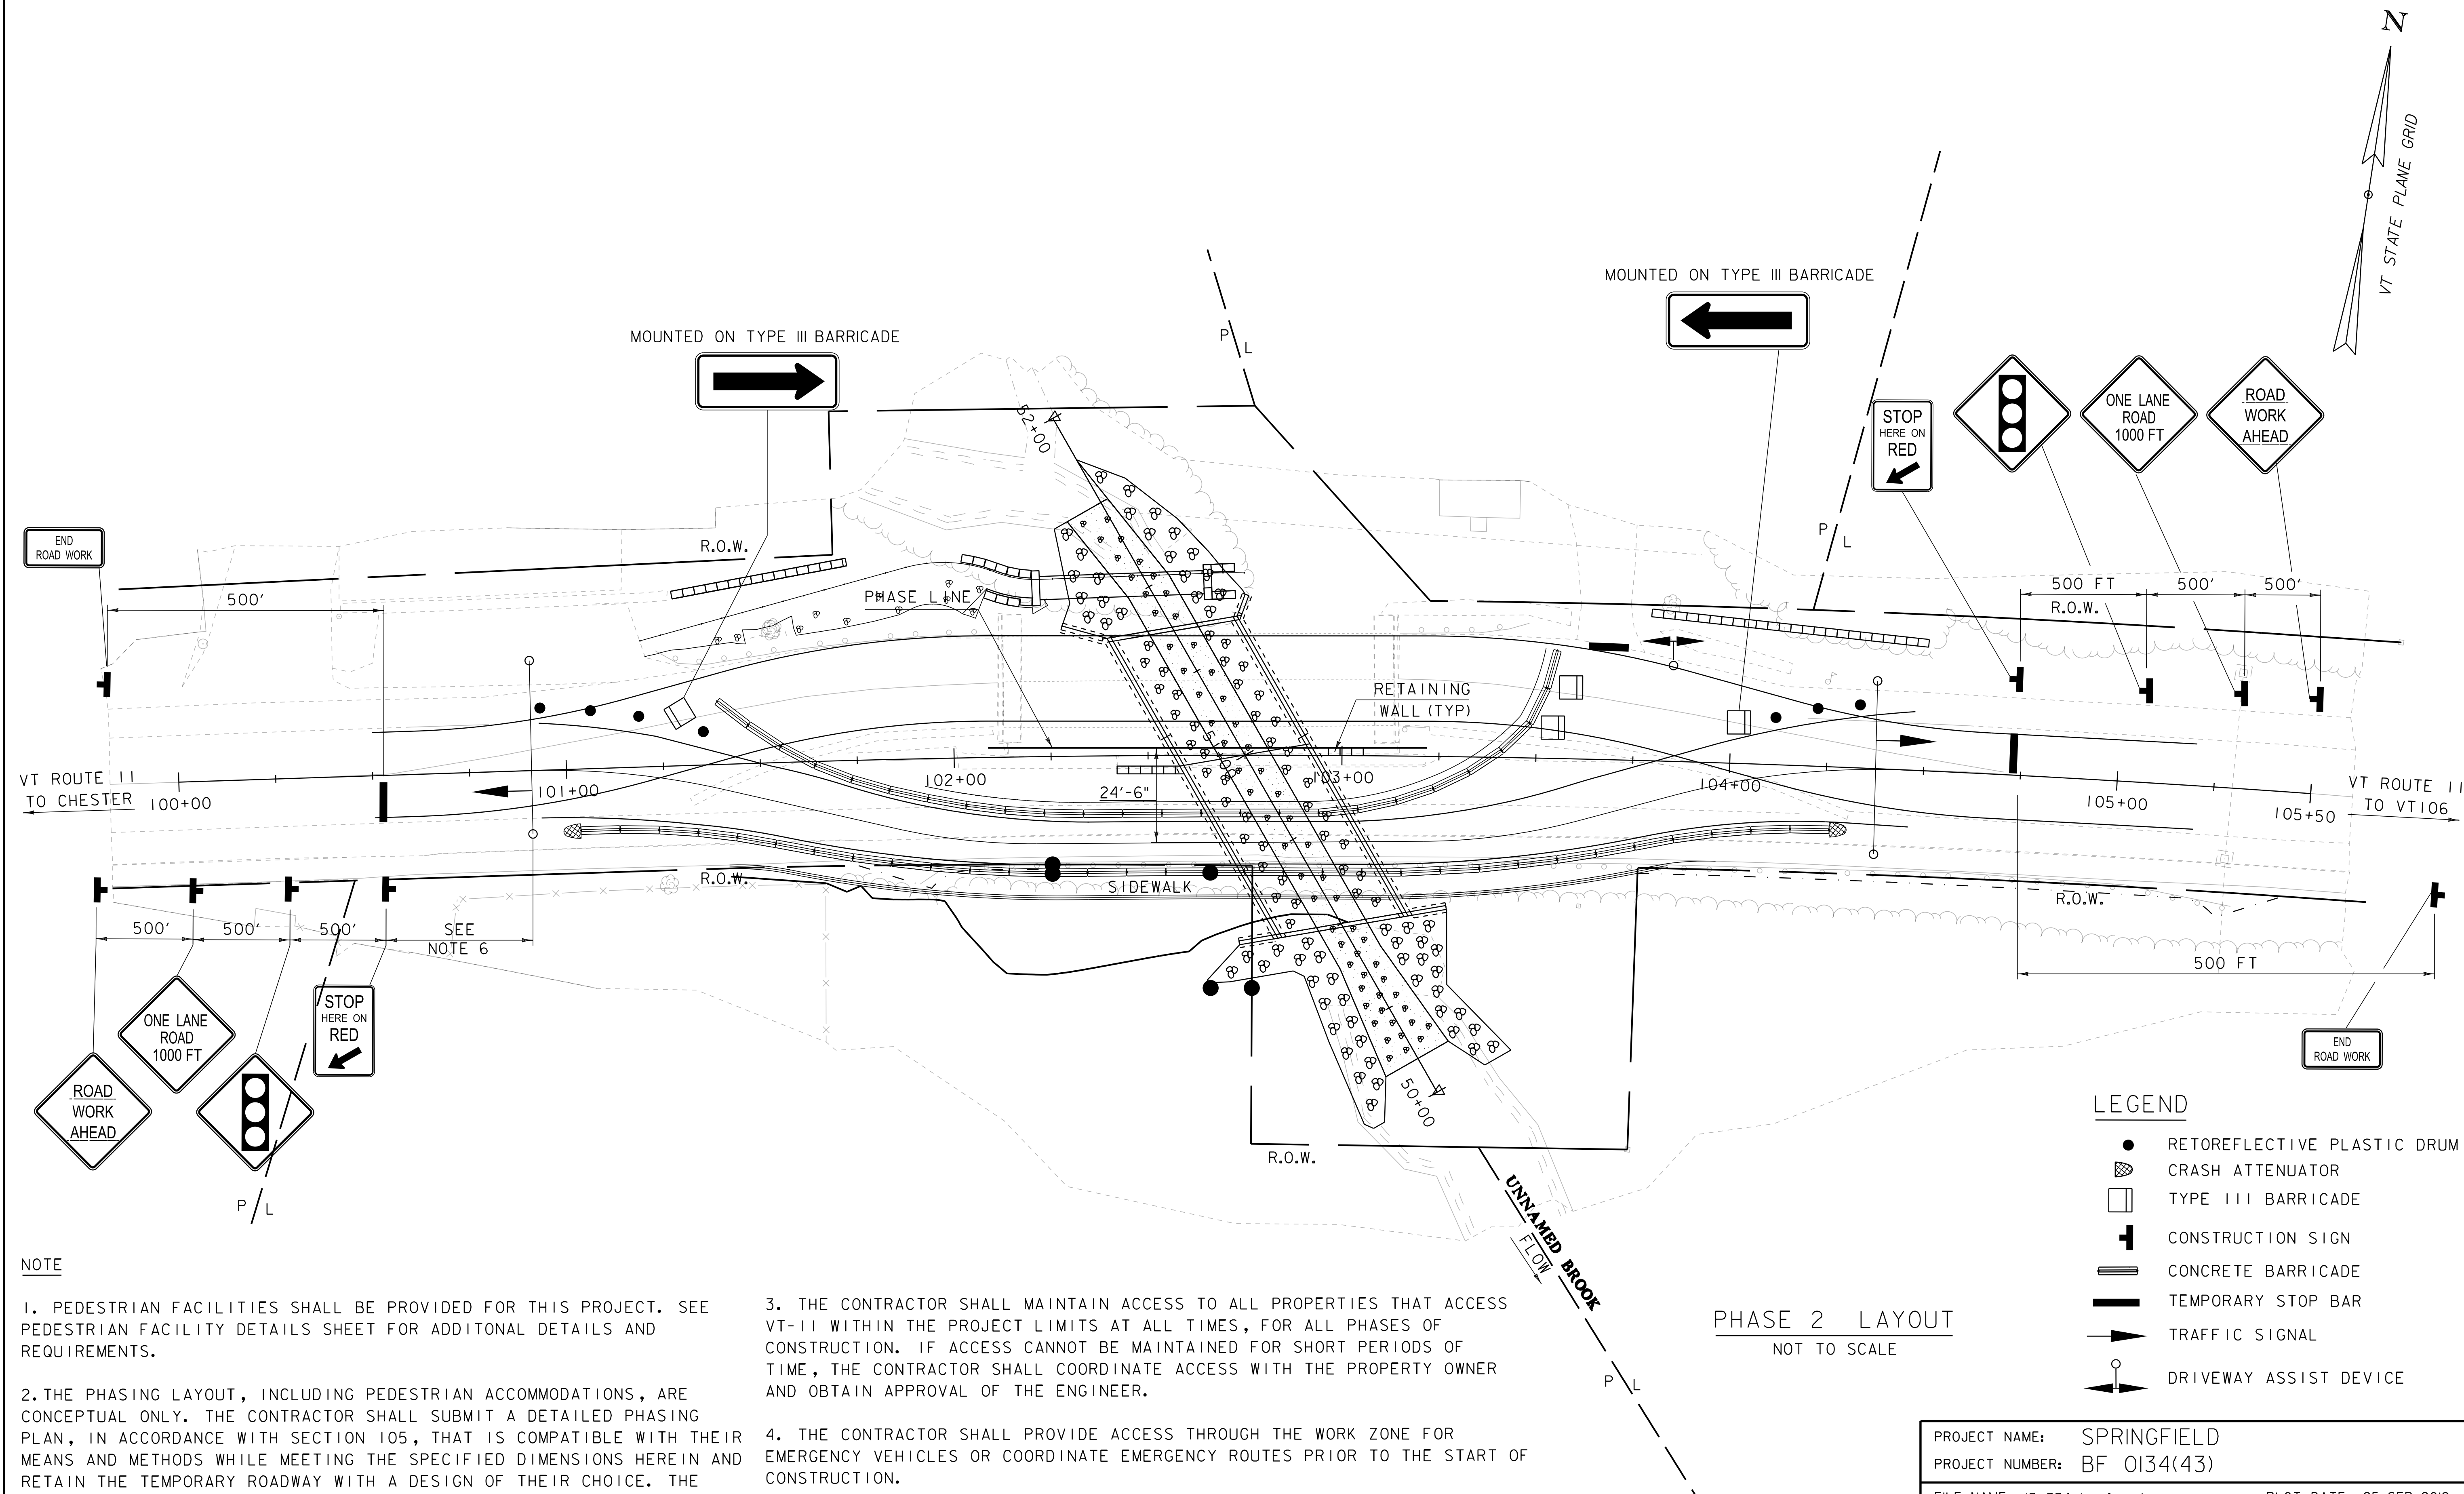 N
VT STATE PLANE GRID
MOUNTED ON TYPE III BARRICADE
MOUNTED ON TYPE III BARRICADE
P L
STOP
HERE ON
RED
ONE LANE
ROAD
1000 FT
ROAD
WORK
AHEAD
52+00
END
ROAD WORK
R.O.W.
P L
500'
PHASE LINE
500 FT
500'
500'
R.O.W.
RETAINING
WALL (TYP)
VT ROUTE 11
TO CHESTER
100+00
101+00
102+00
103+00
104+00
105+00
105+50
VT ROUTE 11
TO VT106
24'-6"
R.O.W.
SIDEWALK
R.O.W.
500'
500'
500'
SEE
NOTE 6
500 FT
ONE LANE
ROAD
1000 FT
STOP
HERE ON
RED
ROAD
WORK
AHEAD
END
ROAD WORK
50+00
R.O.W.
P L
UNNAMED BROOK
FLOW
P L
LEGEND
RETOREFLECTIVE PLASTIC DRUM
CRASH ATTENUATOR
TYPE III BARRICADE
CONSTRUCTION SIGN
CONCRETE BARRICADE
TEMPORARY STOP BAR
TRAFFIC SIGNAL
DRIVEWAY ASSIST DEVICE
NOTE
1. PEDESTRIAN FACILITIES SHALL BE PROVIDED FOR THIS PROJECT. SEE
PEDESTRIAN FACILITY DETAILS SHEET FOR ADDITONAL DETAILS AND
REQUIREMENTS.
2.THE PHASING LAYOUT, INCLUDING PEDESTRIAN ACCOMMODATIONS, ARE
CONCEPTUAL ONLY. THE CONTRACTOR SHALL SUBMIT A DETAILED PHASING
PLAN, IN ACCORDANCE WITH SECTION 105, THAT IS COMPATIBLE WITH THEIR
MEANS AND METHODS WHILE MEETING THE SPECIFIED DIMENSIONS HEREIN AND
RETAIN THE TEMPORARY ROADWAY WITH A DESIGN OF THEIR CHOICE. THE
3. THE CONTRACTOR SHALL MAINTAIN ACCESS TO ALL PROPERTIES THAT ACCESS
VT-11 WITHIN THE PROJECT LIMITS AT ALL TIMES, FOR ALL PHASES OF
CONSTRUCTION. IF ACCESS CANNOT BE MAINTAINED FOR SHORT PERIODS OF
TIME, THE CONTRACTOR SHALL COORDINATE ACCESS WITH THE PROPERTY OWNER
AND OBTAIN APPROVAL OF THE ENGINEER.
4. THE CONTRACTOR SHALL PROVIDE ACCESS THROUGH THE WORK ZONE FOR
EMERGENCY VEHICLES OR COORDINATE EMERGENCY ROUTES PRIOR TO THE START OF
CONSTRUCTION.
PHASE 2 LAYOUT
NOT TO SCALE
PROJECT NAME: SPRINGFIELD
PROJECT NUMBER: BF 0134(43)